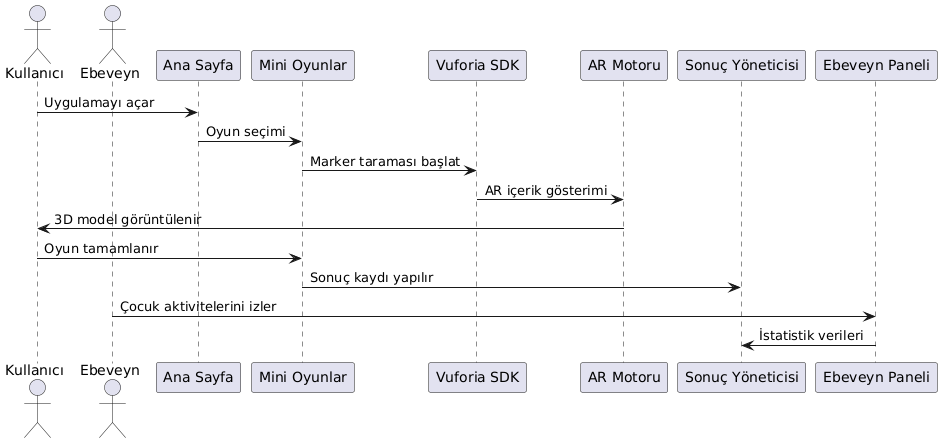 Kullanıcı
Ebeveyn
Ana Sayfa
Mini Oyunlar
Vuforia SDK
AR Motoru
Sonuç Yöneticisi
Ebeveyn Paneli
Uygulamayı açar
Oyun seçimi
Marker taraması başlat
AR içerik gösterimi
3D model görüntülenir
Oyun tamamlanır
Sonuç kaydı yapılır
Çocuk aktivitelerini izler
İstatistik verileri
Kullanıcı
Ebeveyn
Ana Sayfa
Mini Oyunlar
Vuforia SDK
AR Motoru
Sonuç Yöneticisi
Ebeveyn Paneli